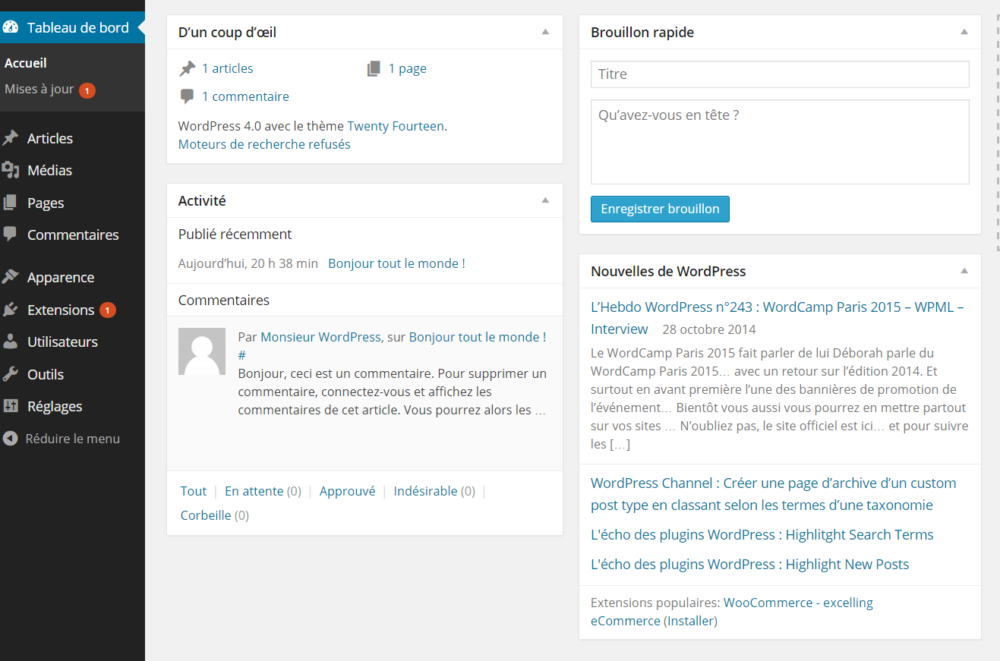 Tableau de bord
Accueil
Mises à jour 1
Articles
Médias
Pages
Commentaires
Apparence
Extensions 1
Utilisateurs
Outils
Réglages
Réduire le menu
D’un coup d’œil
1 articles
1 page
1 commentaire
WordPress 4.0 avec le thème Twenty Fourteen.
Moteurs de recherche refusés
Activité
Publié récemment
Aujourd’hui, 20 h 38 min Bonjour tout le monde !
Commentaires
Par Monsieur WordPress, sur Bonjour tout le monde !
#
Bonjour, ceci est un commentaire. Pour supprimer un
commentaire, connectez-vous et affichez les
commentaires de cet article. Vous pourrez alors les …
Tout | En attente (0) | Approuvé | Indésirable (0) |
Corbeille (0)
Brouillon rapide
Titre
Qu’avez-vous en tête ?
Enregistrer brouillon
Nouvelles de WordPress
L’Hebdo WordPress n°243 : WordCamp Paris 2015 – WPML –
Interview 28 octobre 2014
Le WordCamp Paris 2015 fait parler de lui Déborah parle du
WordCamp Paris 2015… avec un retour sur l’édition 2014. Et
surtout en avant première l’une des bannières de promotion de
l’événement… Bientôt vous aussi vous pourrez en mettre partout
sur vos sites … N’oubliez pas, le site officiel est ici… et pour suivre
les […]
WordPress Channel : Créer une page d’archive d’un custom
post type en classant selon les termes d’une taxonomie
L'écho des plugins WordPress : Highlitght Search Terms
L'écho des plugins WordPress : Highlight New Posts
Extensions populaires: WooCommerce - excelling
eCommerce (Installer)